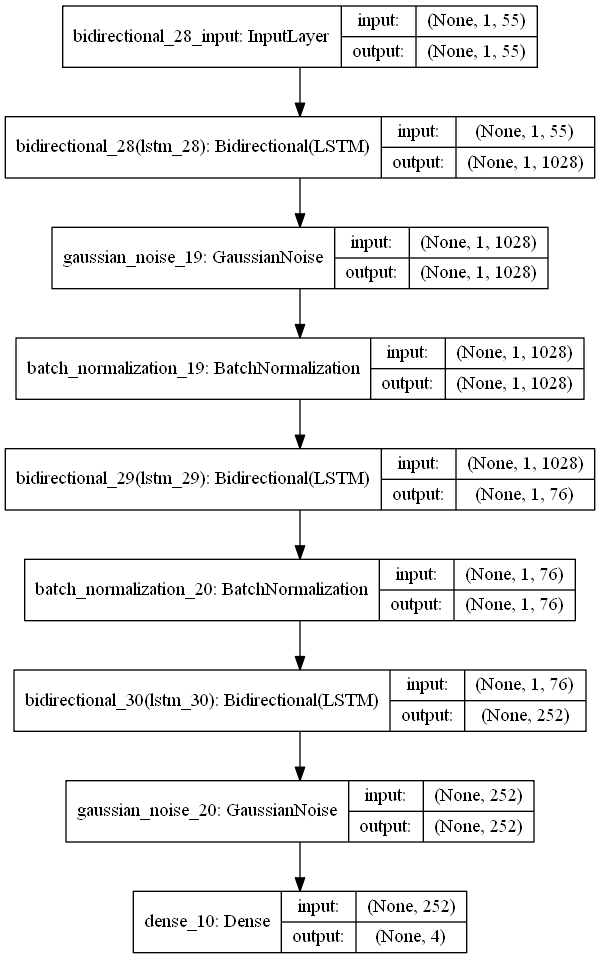 bidirectional_28_input: InputLayer
input: (None, 1, 55)
output: (None, 1, 55)
bidirectional_28(lstm_28): Bidirectional(LSTM)
input: (None, 1, 55)
output: (None, 1, 1028)
gaussian_noise_19: GaussianNoise
input: (None, 1, 1028)
output: (None, 1, 1028)
batch_normalization_19: BatchNormalization
input: (None, 1, 1028)
output: (None, 1, 1028)
bidirectional_29(lstm_29): Bidirectional(LSTM)
input: (None, 1, 1028)
output: (None, 1, 76)
batch_normalization_20: BatchNormalization
input: (None, 1, 76)
output: (None, 1, 76)
bidirectional_30(lstm_30): Bidirectional(LSTM)
input: (None, 1, 76)
output: (None, 252)
gaussian_noise_20: GaussianNoise
input: (None, 252)
output: (None, 252)
dense_10: Dense
input: (None, 252)
output: (None, 4)